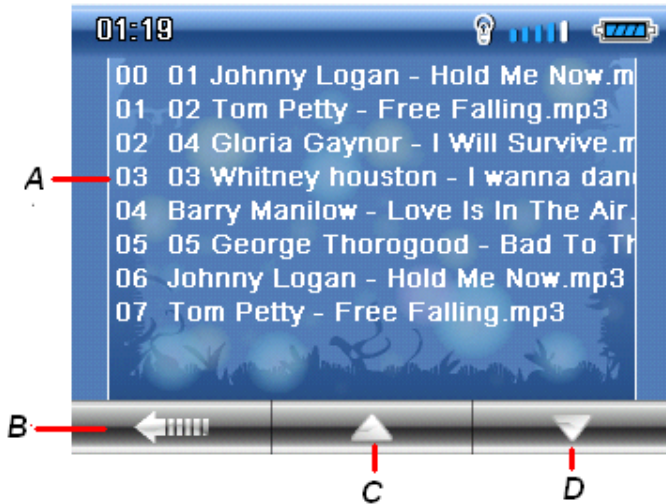 01:19
00 01 Johnny Logan - Hold Me Now.m
01 02 Tom Petty - Free Falling.mp3
02 04 Gloria Gaynor - I Will Survive.m
A 03 03 Whitney houston - I wanna dan
04 Barry Manilow - Love Is In The Air.
05 05 George Thorogood - Bad To Th
06 Johnny Logan - Hold Me Now.mp3
07 Tom Petty - Free Falling.mp3
B
C D